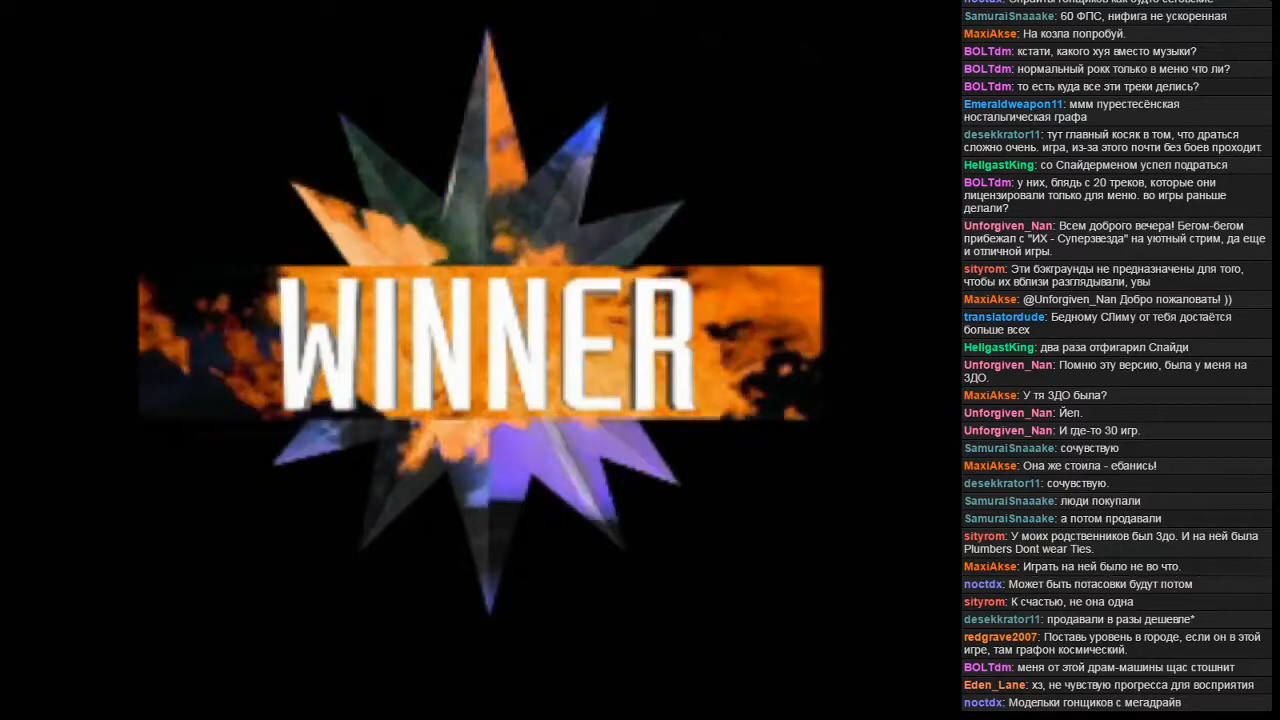 WINNER
SamuraiSnaaake: 60 ФПС, нифига не ускоренная
MaxiAkse: На козла попробуй.
BOLTdm: кстати, какого хуя вместо музыки?
BOLTdm: нормальный рокк только в меню что ли?
BOLTdm: то есть куда все эти треки делись?
Emeraldweapon11: ммм пурестесёнская
ностальгическая графа
desekkrator11: тут главный косяк в том, что драться
сложно очень. игра, из-за этого почти без боев проходит.
HellgastKing: со Спайдерменом успел подраться
BOLTdm: у них, блядь с 20 треков, которые они
лицензировали только для меню. во игры раньше
делали?
Unforgiven_Nan: Всем доброго вечера! Бегом-бегом
прибежал с "ИХ - Суперзвезда" на уютный стрим, да еще
и отличной игры.
sityrom: Эти бэкграунды не предназначены для того,
чтобы их вблизи разглядывали, увы
MaxiAkse: @Unforgiven_Nan Добро пожаловать! ))
translatordude: Бедному СЛиму от тебя достаётся
больше всех
HellgastKing: два раза отфигарил Спайди
Unforgiven_Nan: Помню эту версию, была у меня на
3ДО.
MaxiAkse: У тя 3ДО была?
Unforgiven_Nan: Йеп.
Unforgiven_Nan: И где-то 30 игр.
SamuraiSnaaake: сочувствую
MaxiAkse: Она же стоила - ебанись!
desekkrator11: сочувствую.
SamuraiSnaaake: люди покупали
SamuraiSnaaake: а потом продавали
sityrom: У моих родственников был 3до. И на ней была
Plumbers Dont wear Ties.
MaxiAkse: Играть на ней было не во что.
noctdx: Может быть потасовки будут потом
sityrom: К счастью, не она одна
desekkrator11: продавали в разы дешевле*
redgrave2007: Поставь уровень в городе, если он в этой
игре, там графон космический.
BOLTdm: меня от этой драм-машины щас стошнит
Eden_Lane: хз, не чувствую прогресса для восприятия
noctdx: Модельки гонщиков с мегадрайв